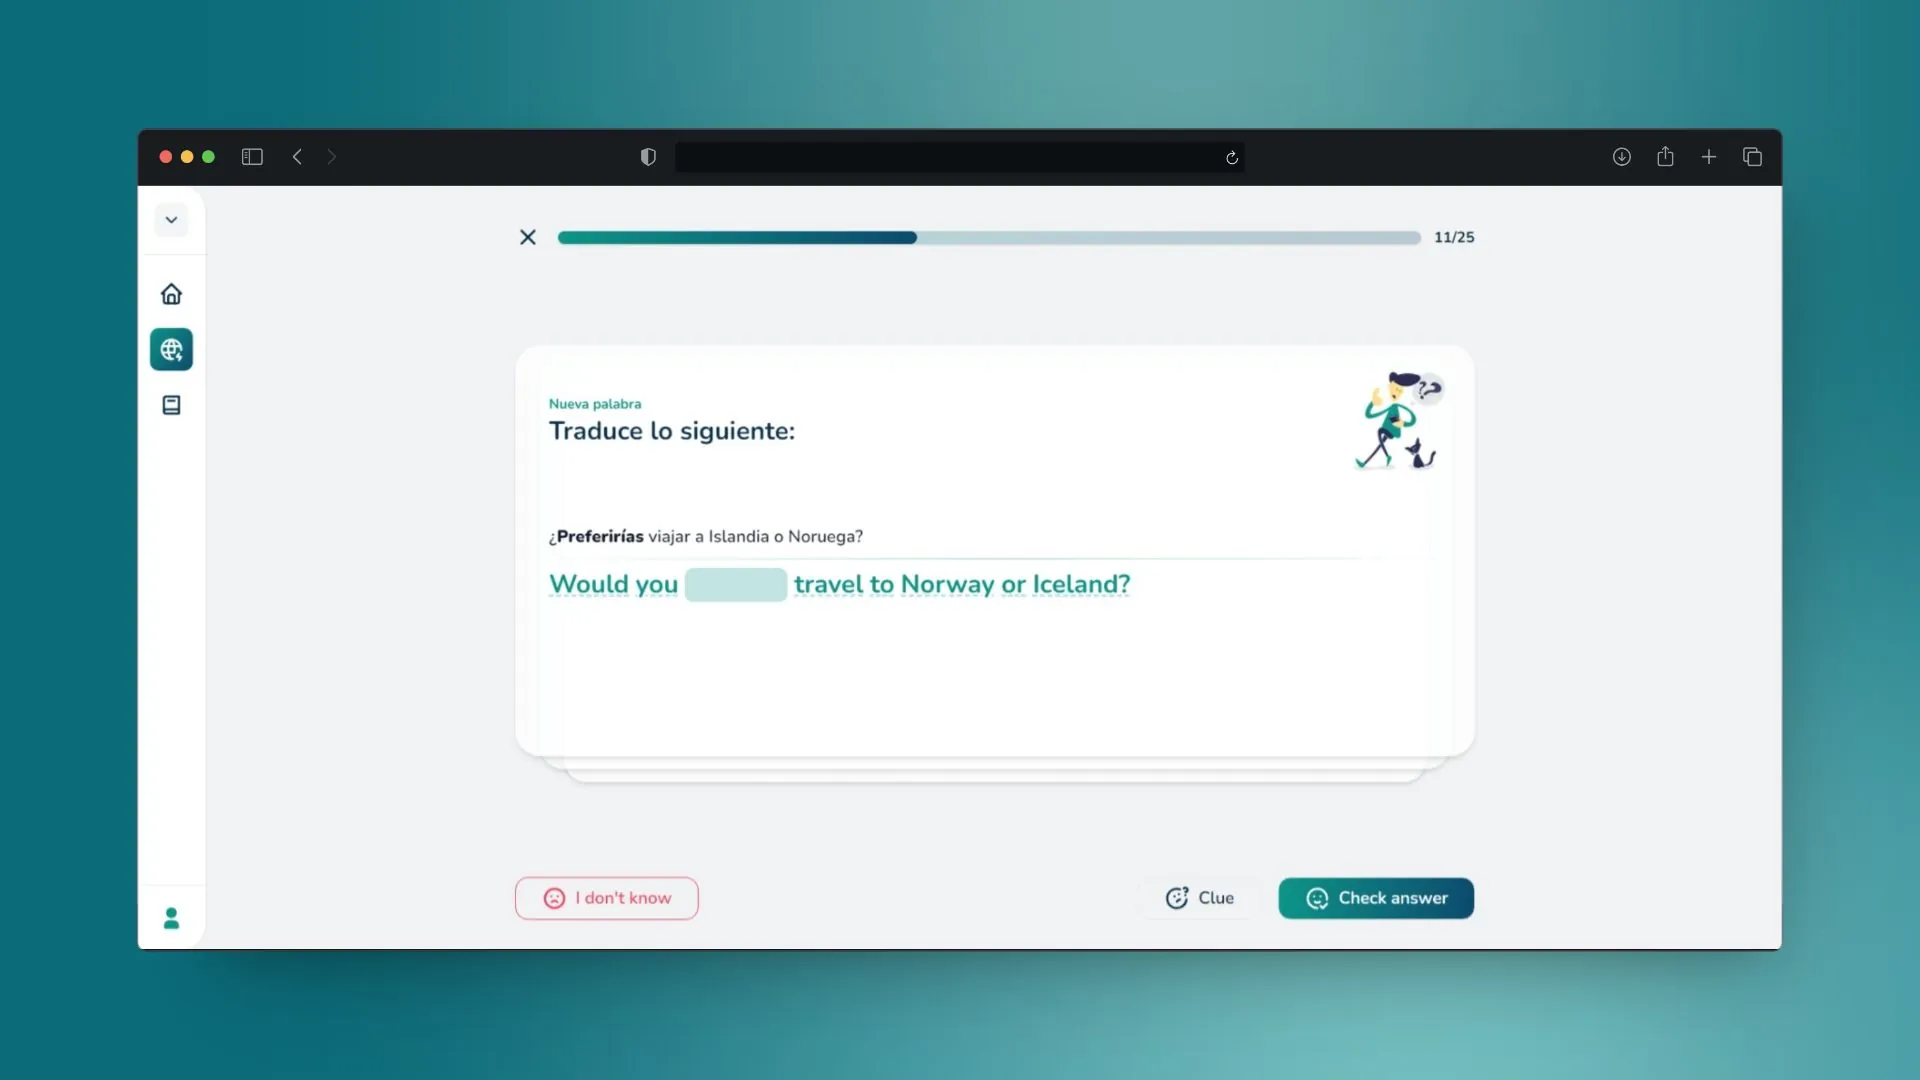 11/25
Nueva palabra
Traduce lo siguiente:
??
¿Preferirías viajar a Islandia o Noruega?
Would you travel to Norway or Iceland?
I don't know
Clue
Check answer